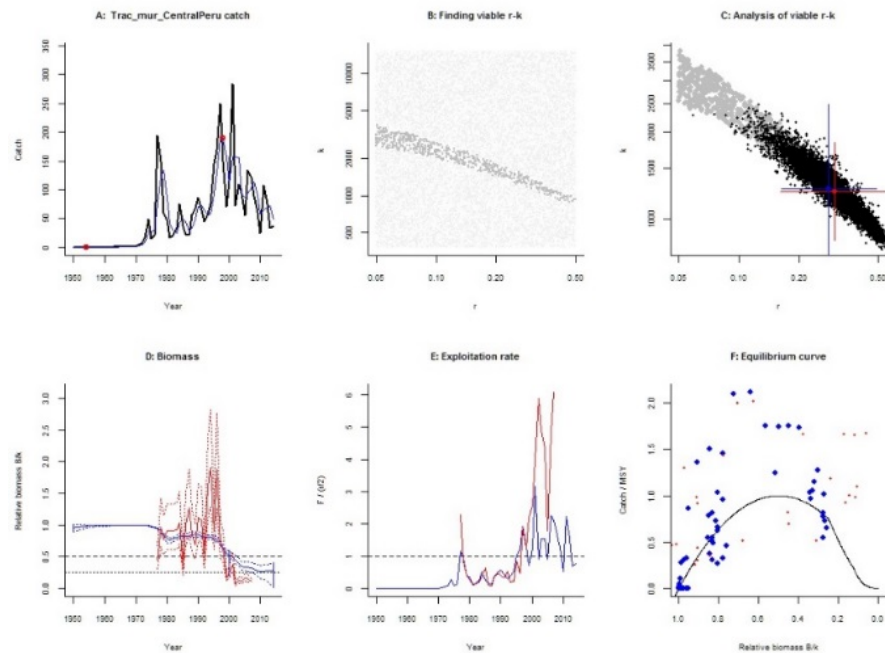 A: Trac_mur_CentralPeru catch
B: Finding viable r-k
C: Analysis of viable r-k
Catch
0 50 100 150 200 250 300 350
1950 1960 1970 1980 1990 2000 2010
Year
k
500 1000 2000 5000 10000
0.05 0.10 0.20 0.50
r
k
1000 1500 2000 2500 3500
0.05 0.10 0.20 0.50
r
D: Biomass
E: Exploitation rate
F: Equilibrium curve
Relative biomass B/k
0.0 0.5 1.0 1.5 2.0 2.5 3.0
1950 1960 1970 1980 1990 2000 2010
Year
F / (r/2)
0 1 2 3 4 5 6
1950 1960 1970 1980 1990 2000 2010
Year
Catch / MSY
0.0 0.5 1.0 1.5 2.0
1.0 0.8 0.6 0.4 0.2 0.0
Relative biomass B/k